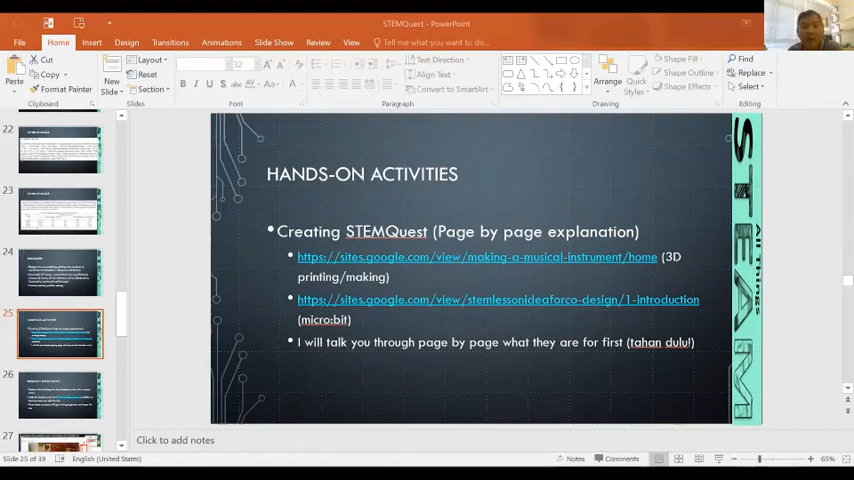 STEMQuest - PowerPoint
File Home Insert Design Transitions Animations Slide Show Review View Tell me what you want to do...
Paste
Cut
Copy
Format Painter
Clipboard
New Slide
Layout
Reset
Section
Slides
32
Font
Text Direction
Align Text
Convert to SmartArt
Paragraph
Arrange
Quick Styles
Shape Fill
Shape Outline
Shape Effects
Drawing
Find
Replace
Select
Editing
22
23
24
25
26
27
HANDS-ON ACTIVITIES
• Creating STEMQuest (Page by page explanation)
• https://sites.google.com/view/making-a-musical-instrument/home (3D
printing/making)
• https://sites.google.com/view/stemlessonideaforco-design/1-introduction
(micro:bit)
• I will talk you through page by page what they are for first (tahan dulu!)
All Things
STEAM
Click to add notes
Slide 25 of 39 English (United States) Notes Comments 65%